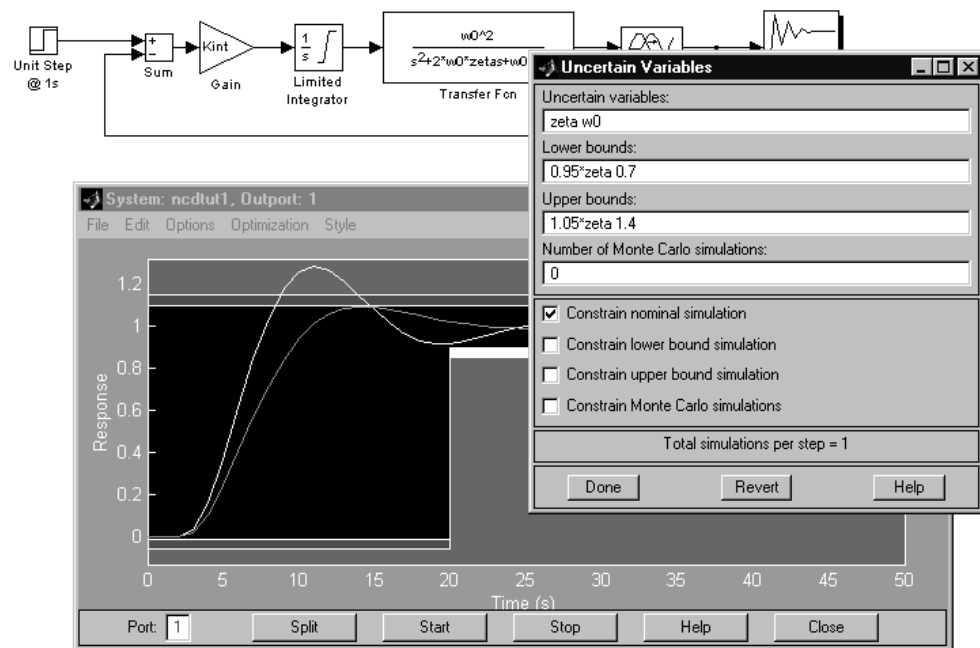 Unit Step
@ 1s
+
−
Sum
Kint
Gain
1
s
Limited
Integrator
w0^2
s2+2*w0*zetas+w0
Transfer Fcn
Uncertain Variables
Uncertain variables:
zeta w0
Lower bounds:
0.95*zeta 0.7
Upper bounds:
1.05*zeta 1.4
Number of Monte Carlo simulations:
0
Constrain nominal simulation
Constrain lower bound simulation
Constrain upper bound simulation
Constrain Monte Carlo simulations
Total simulations per step = 1
Done Revert Help
System: ncdtut1, Outport: 1
File Edit Options Optimization Style
1.2
1
0.8
0.6
0.4
0.2
0
Response
0 5 10 15 20 25 30 35 40 45 50
Time (s)
Port: 1 Split Start Stop Help Close